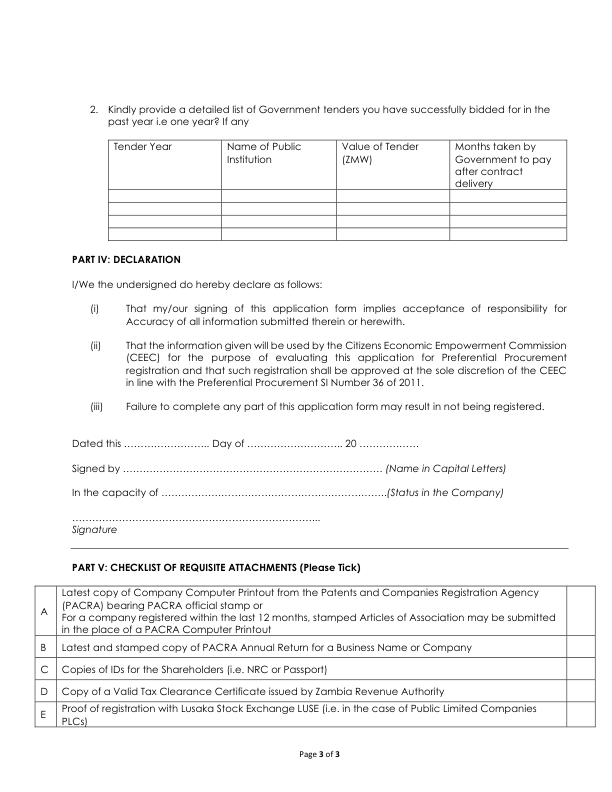 2. Kindly provide a detailed list of Government tenders you have successfully bidded for in the
past year i.e one year? If any
Tender Year
Name of Public
Institution
Value of Tender
(ZMW)
Months taken by
Government to pay
after contract
delivery
PART IV: DECLARATION
I/We the undersigned do hereby declare as follows:
(i) That my/our signing of this application form implies acceptance of responsibility for
Accuracy of all information submitted therein or herewith.
(ii) That the information given will be used by the Citizens Economic Empowerment Commission
(CEEC) for the purpose of evaluating this application for Preferential Procurement
registration and that such registration shall be approved at the sole discretion of the CEEC
in line with the Preferential Procurement SI Number 36 of 2011.
(iii) Failure to complete any part of this application form may result in not being registered.
Dated this …………………….. Day of …………………….. 20 ………………
Signed by ………………………………………………………………… (Name in Capital Letters)
In the capacity of ………………………………………………………..(Status in the Company)
……………………………………………………………..
Signature
PART V: CHECKLIST OF REQUISITE ATTACHMENTS (Please Tick)
A
Latest copy of Company Computer Printout from the Patents and Companies Registration Agency
(PACRA) bearing PACRA official stamp or
For a company registered within the last 12 months, stamped Articles of Association may be submitted
in the place of a PACRA Computer Printout
B Latest and stamped copy of PACRA Annual Return for a Business Name or Company
C Copies of IDs for the Shareholders (i.e. NRC or Passport)
D Copy of a Valid Tax Clearance Certificate issued by Zambia Revenue Authority
E
Proof of registration with Lusaka Stock Exchange LUSE (i.e. in the case of Public Limited Companies
PLCs)
Page 3 of 3